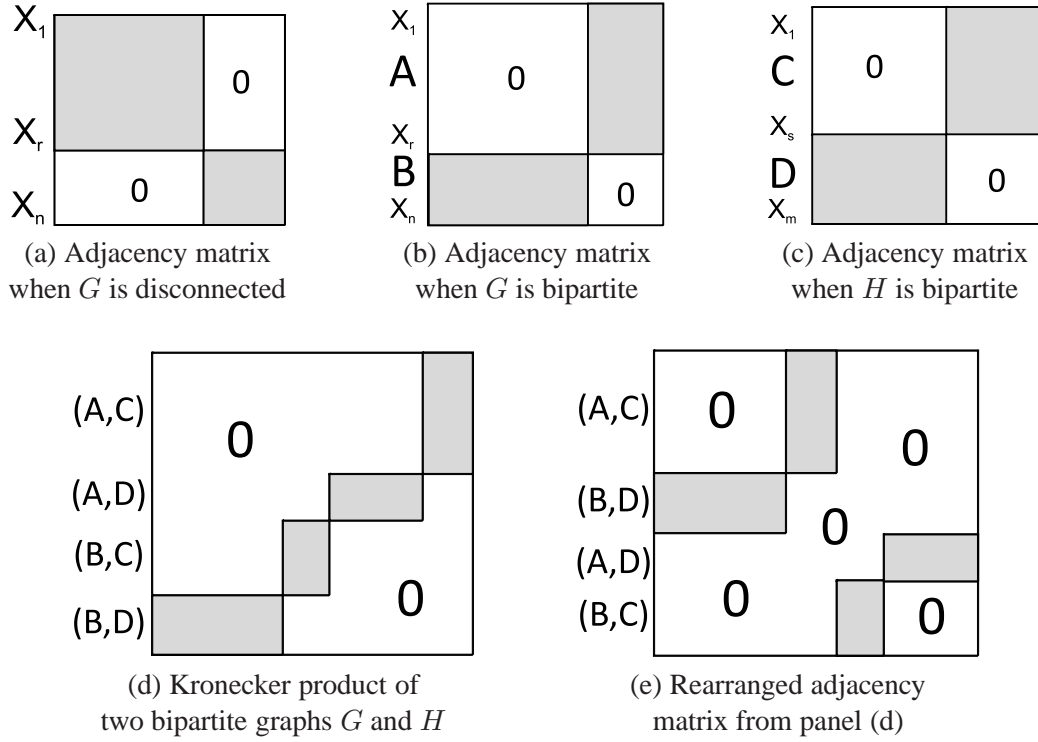 X1
0
Xr
0
Xn
(a) Adjacency matrix
when G is disconnected
X1
A
0
Xr
B
0
Xn
(b) Adjacency matrix
when G is bipartite
X1
C
0
Xs
D
0
Xm
(c) Adjacency matrix
when H is bipartite
(A,C)
0
(A,D)
(B,C)
0
(B,D)
(d) Kronecker product of
two bipartite graphs G and H
(A,C)
0
0
(B,D)
0
(A,D)
0
(B,C)
0
(e) Rearranged adjacency
matrix from panel (d)